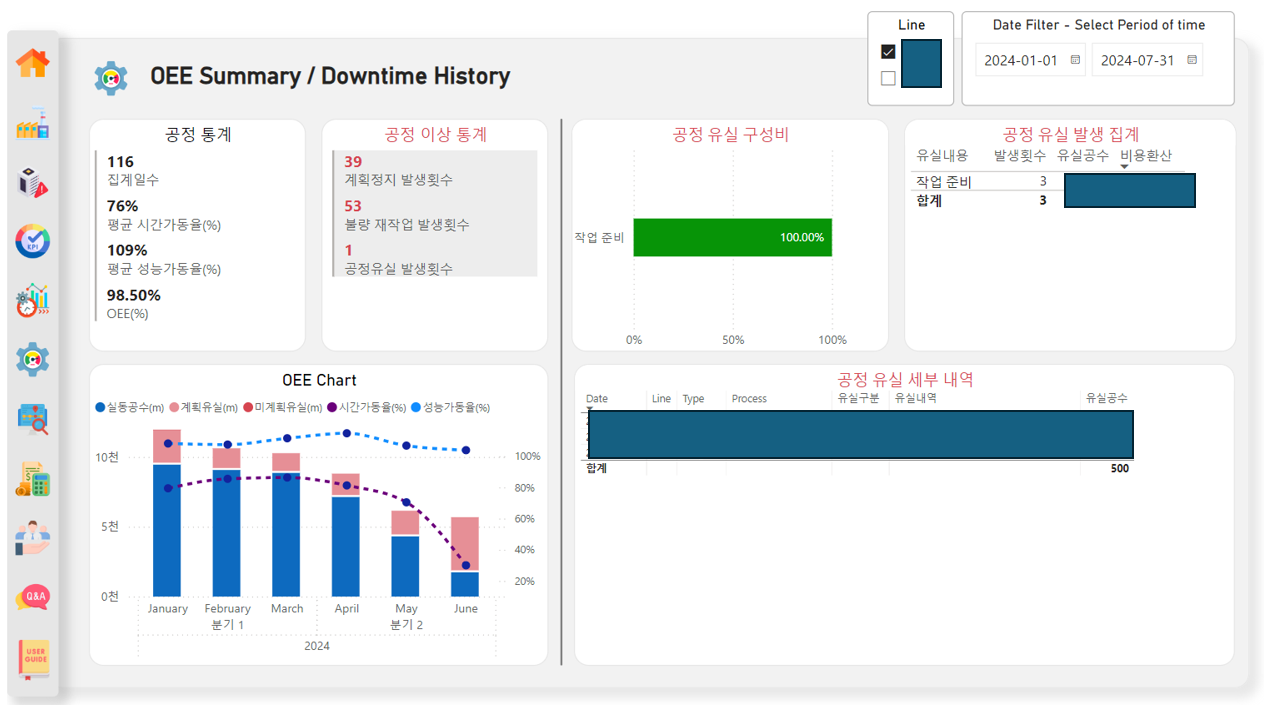 Line
Date Filter - Select Period of time
2024-01-01
2024-07-31
OEE Summary / Downtime History
KPI
Q&A
USER
GUIDE
공정 통계
116
집계일수
76%
평균 시간가동율(%)
109%
평균 성능가동율(%)
98.50%
OEE(%)
공정 이상 통계
39
계획정지 발생횟수
53
불량 재작업 발생횟수
1
공정유실 발생횟수
공정 유실 구성비
작업 준비
100.00%
0% 50% 100%
공정 유실 발생 집계
유실내용 발생횟수 유실공수 비용환산
작업 준비 3
합계 3
OEE Chart
실동공수(m) 계획유실(m) 미계획유실(m) 시간가동율(%) 성능가동율(%)
10천
5천
0천
100%
80%
60%
40%
20%
January February March April May June
분기 1 분기 2
2024
공정 유실 세부 내역
Date Line Type Process 유실구분 유실내역 유실공수
합계 500